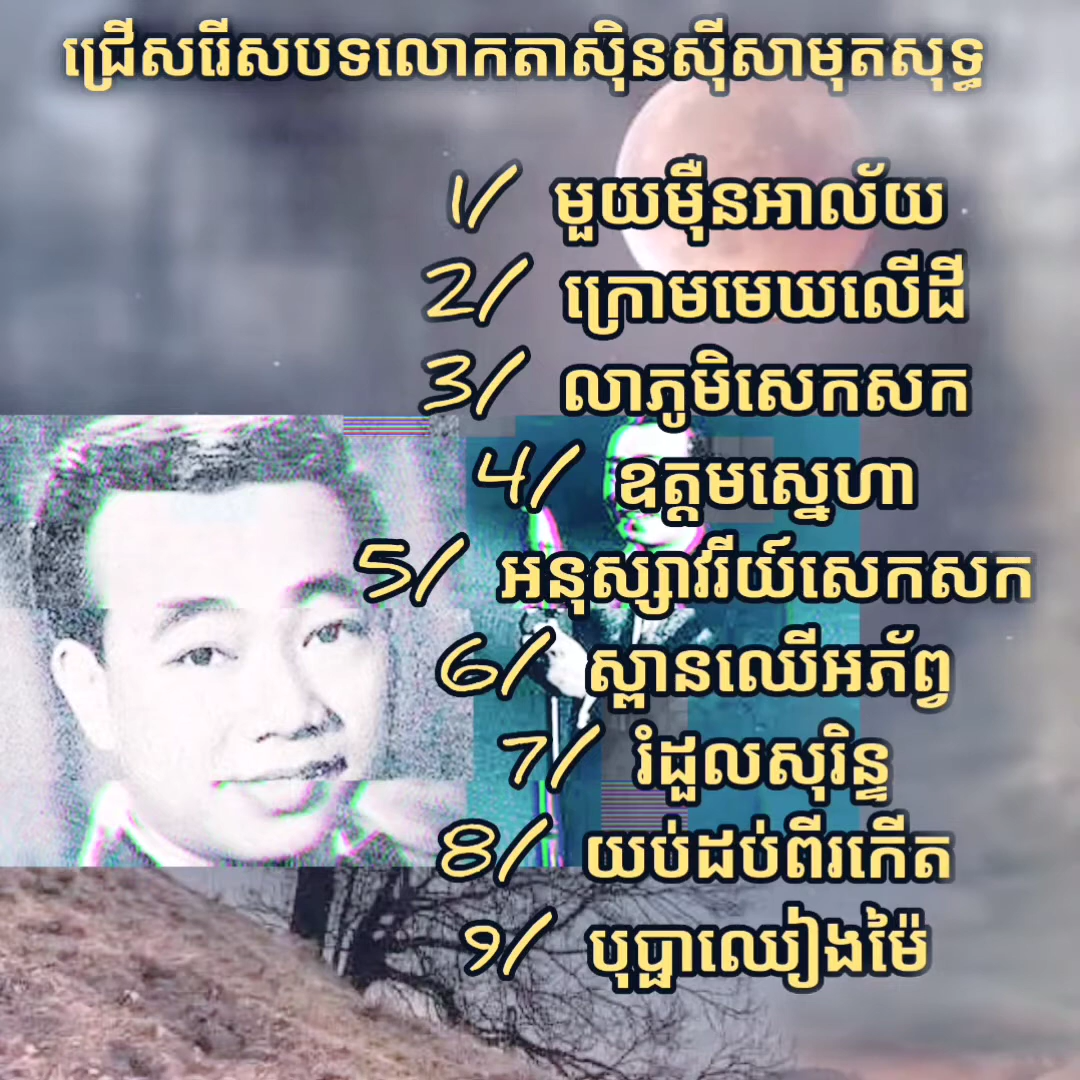 ជ្រើសរើសបទលោកតាស៊ិនស៊ីសាមុតសុទ្ធ
1/ មួយម៉ឺនអាល័យ
2/ ក្រោមមេឃលើដី
3/ លាភូមិសេកសក
4/ ឧត្តមស្នេហា
5/ អនុស្សាវរីយ៍សេកសក
6/ ស្ពានឈើអភ័ព្វ
7/ រំដួលសុរិន្ទ
8/ យប់ដប់ពីរកើត
9/ បុប្ផាឈៀងម៉ៃ